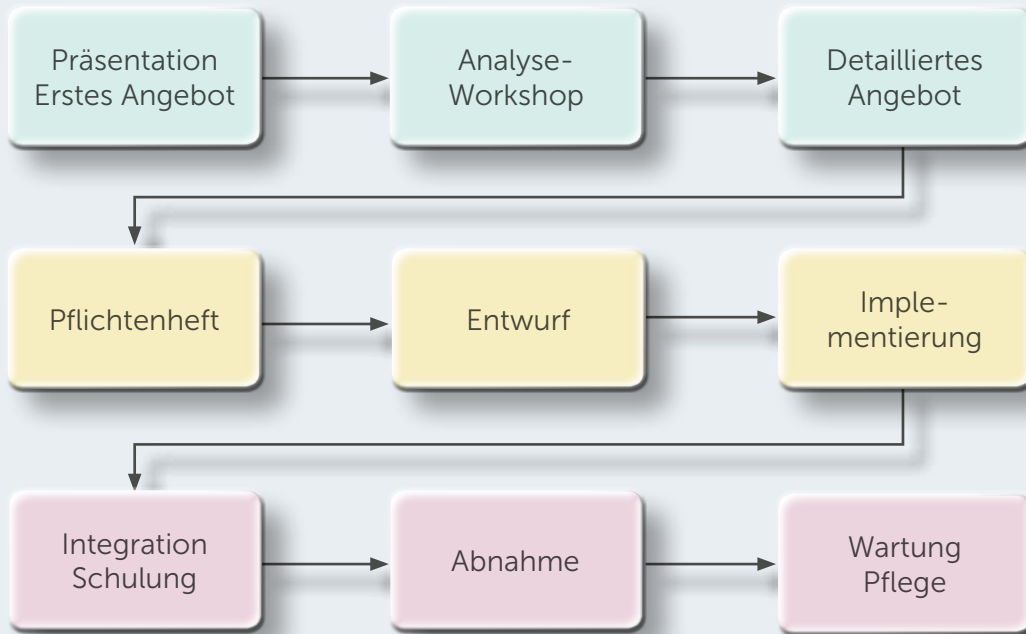 Präsentation
Erstes Angebot
Analyse-
Workshop
Detailliertes
Angebot
Pflichtenheft
Entwurf
Imple-
mentierung
Integration
Schulung
Abnahme
Wartung
Pflege